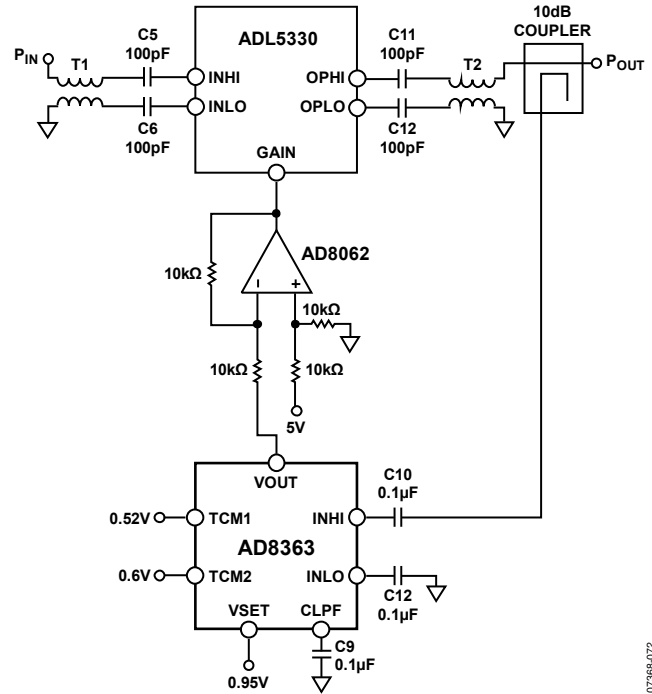 10dB
COUPLER
ADL5330
PIN
T1
C5
100pF
C6
100pF
INHI
INLO
OPHI
OPLO
C11
100pF
C12
100pF
T2
POUT
GAIN
AD8062
10kΩ
–
+
10kΩ
10kΩ
10kΩ
5V
VOUT
0.52V
TCM1
INHI
C10
0.1µF
AD8363
0.6V
TCM2
INLO
C12
0.1µF
VSET
CLPF
C9
0.1µF
0.95V
07368-072